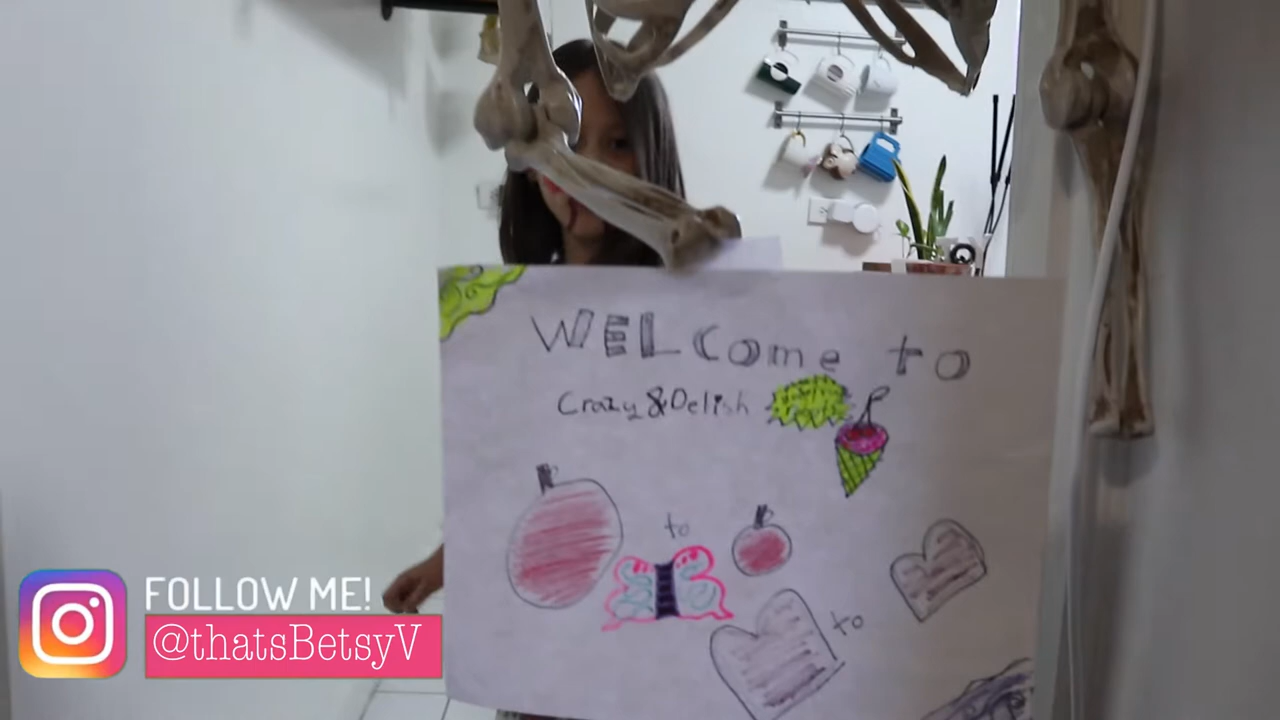 WELCome to
Crazy & Delish
to
to
FOLLOW ME!
@thatsBetsyV